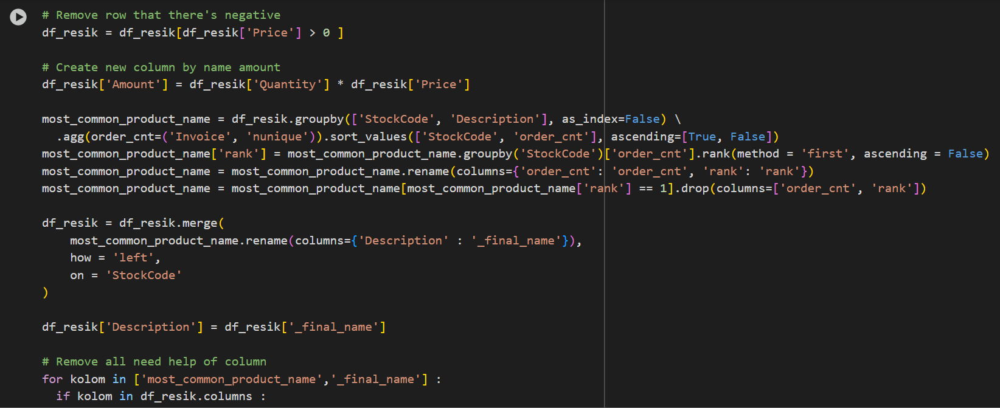 # Remove row that there's negative
df_resik = df_resik[df_resik['Price'] > 0 ]
# Create new column by name amount
df_resik['Amount'] = df_resik['Quantity'] * df_resik['Price']
most_common_product_name = df_resik.groupby(['StockCode', 'Description'], as_index=False) \
  .agg(order_cnt=('Invoice', 'nunique')).sort_values(['StockCode', 'order_cnt'], ascending=[True, False])
most_common_product_name['rank'] = most_common_product_name.groupby('StockCode')['order_cnt'].rank(method = 'first', ascending = False)
most_common_product_name = most_common_product_name.rename(columns={'order_cnt': 'order_cnt', 'rank': 'rank'})
most_common_product_name = most_common_product_name[most_common_product_name['rank'] == 1].drop(columns=['order_cnt', 'rank'])
df_resik = df_resik.merge(
    most_common_product_name.rename(columns={'Description' : '_final_name'}),
    how = 'left',
    on = 'StockCode'
)
df_resik['Description'] = df_resik['_final_name']
# Remove all need help of column
for kolom in ['most_common_product_name','_final_name'] :
  if kolom in df_resik.columns :